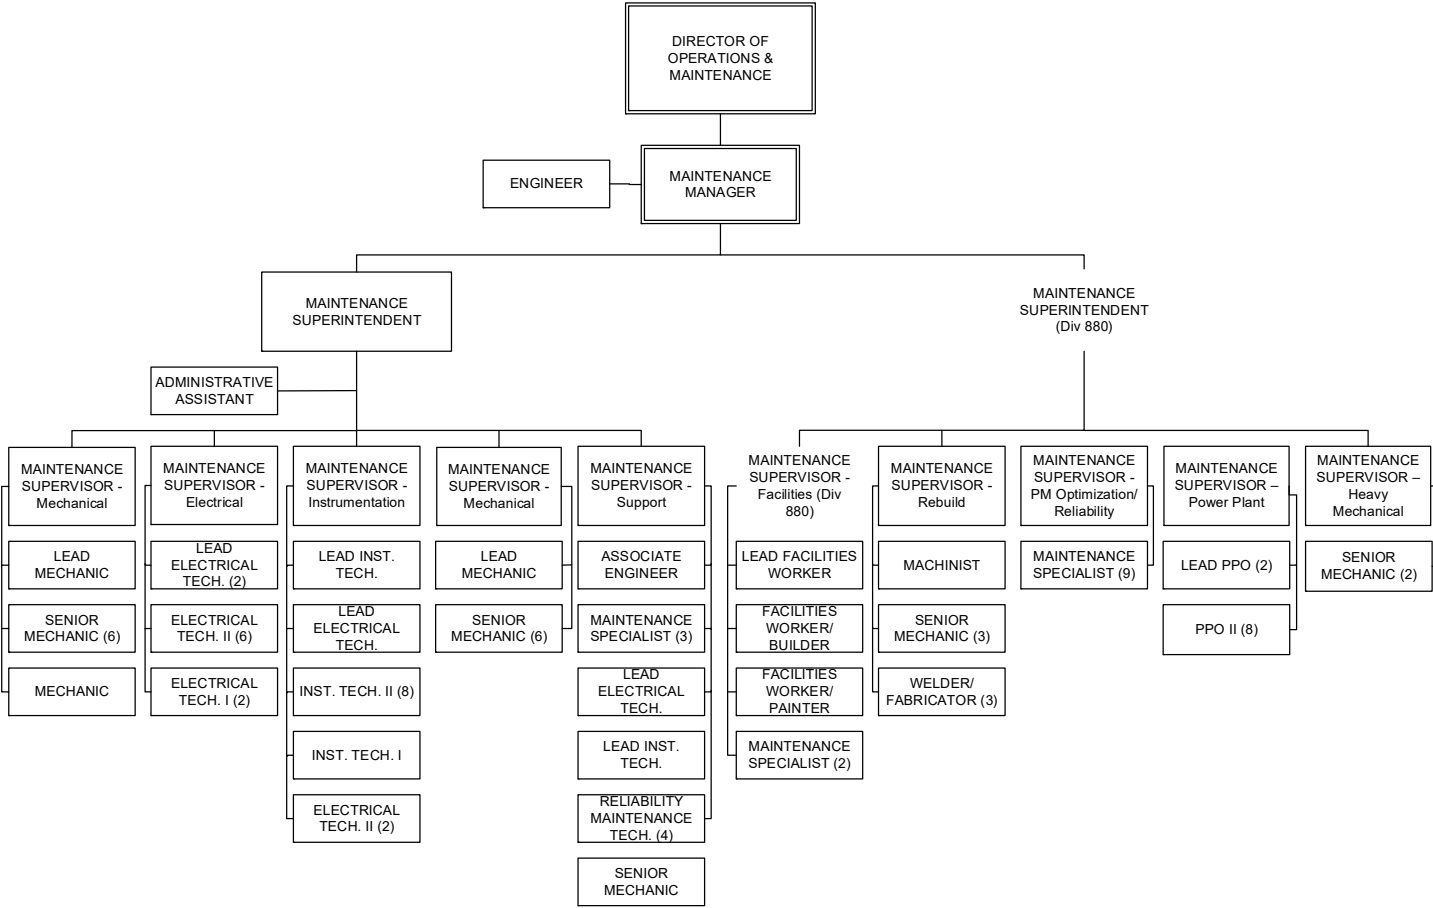 DIRECTOR OF
OPERATIONS &
MAINTENANCE
ENGINEER
MAINTENANCE
MANAGER
MAINTENANCE
SUPERINTENDENT
MAINTENANCE
SUPERINTENDENT
(Div 880)
ADMINISTRATIVE
ASSISTANT
MAINTENANCE
SUPERVISOR -
Mechanical
LEAD
MECHANIC
SENIOR
MECHANIC (6)
MECHANIC
MAINTENANCE
SUPERVISOR -
Electrical
LEAD
ELECTRICAL
TECH. (2)
ELECTRICAL
TECH. II (6)
ELECTRICAL
TECH. I (2)
MAINTENANCE
SUPERVISOR -
Instrumentation
LEAD INST.
TECH.
LEAD
ELECTRICAL
TECH.
INST. TECH. II (8)
INST. TECH. I
ELECTRICAL
TECH. II (2)
MAINTENANCE
SUPERVISOR -
Mechanical
LEAD
MECHANIC
SENIOR
MECHANIC (6)
MAINTENANCE
SUPERVISOR -
Support
ASSOCIATE
ENGINEER
MAINTENANCE
SPECIALIST (3)
LEAD
ELECTRICAL
TECH.
LEAD INST.
TECH.
RELIABILITY
MAINTENANCE
TECH. (4)
SENIOR
MECHANIC
MAINTENANCE
SUPERVISOR -
Facilities (Div
880)
LEAD FACILITIES
WORKER
FACILITIES
WORKER/
BUILDER
FACILITIES
WORKER/
PAINTER
MAINTENANCE
SPECIALIST (2)
MAINTENANCE
SUPERVISOR -
Rebuild
MACHINIST
SENIOR
MECHANIC (3)
WELDER/
FABRICATOR (3)
MAINTENANCE
SUPERVISOR -
PM Optimization/
Reliability
MAINTENANCE
SPECIALIST (9)
MAINTENANCE
SUPERVISOR –
Power Plant
LEAD PPO (2)
PPO II (8)
MAINTENANCE
SUPERVISOR –
Heavy
Mechanical
SENIOR
MECHANIC (2)